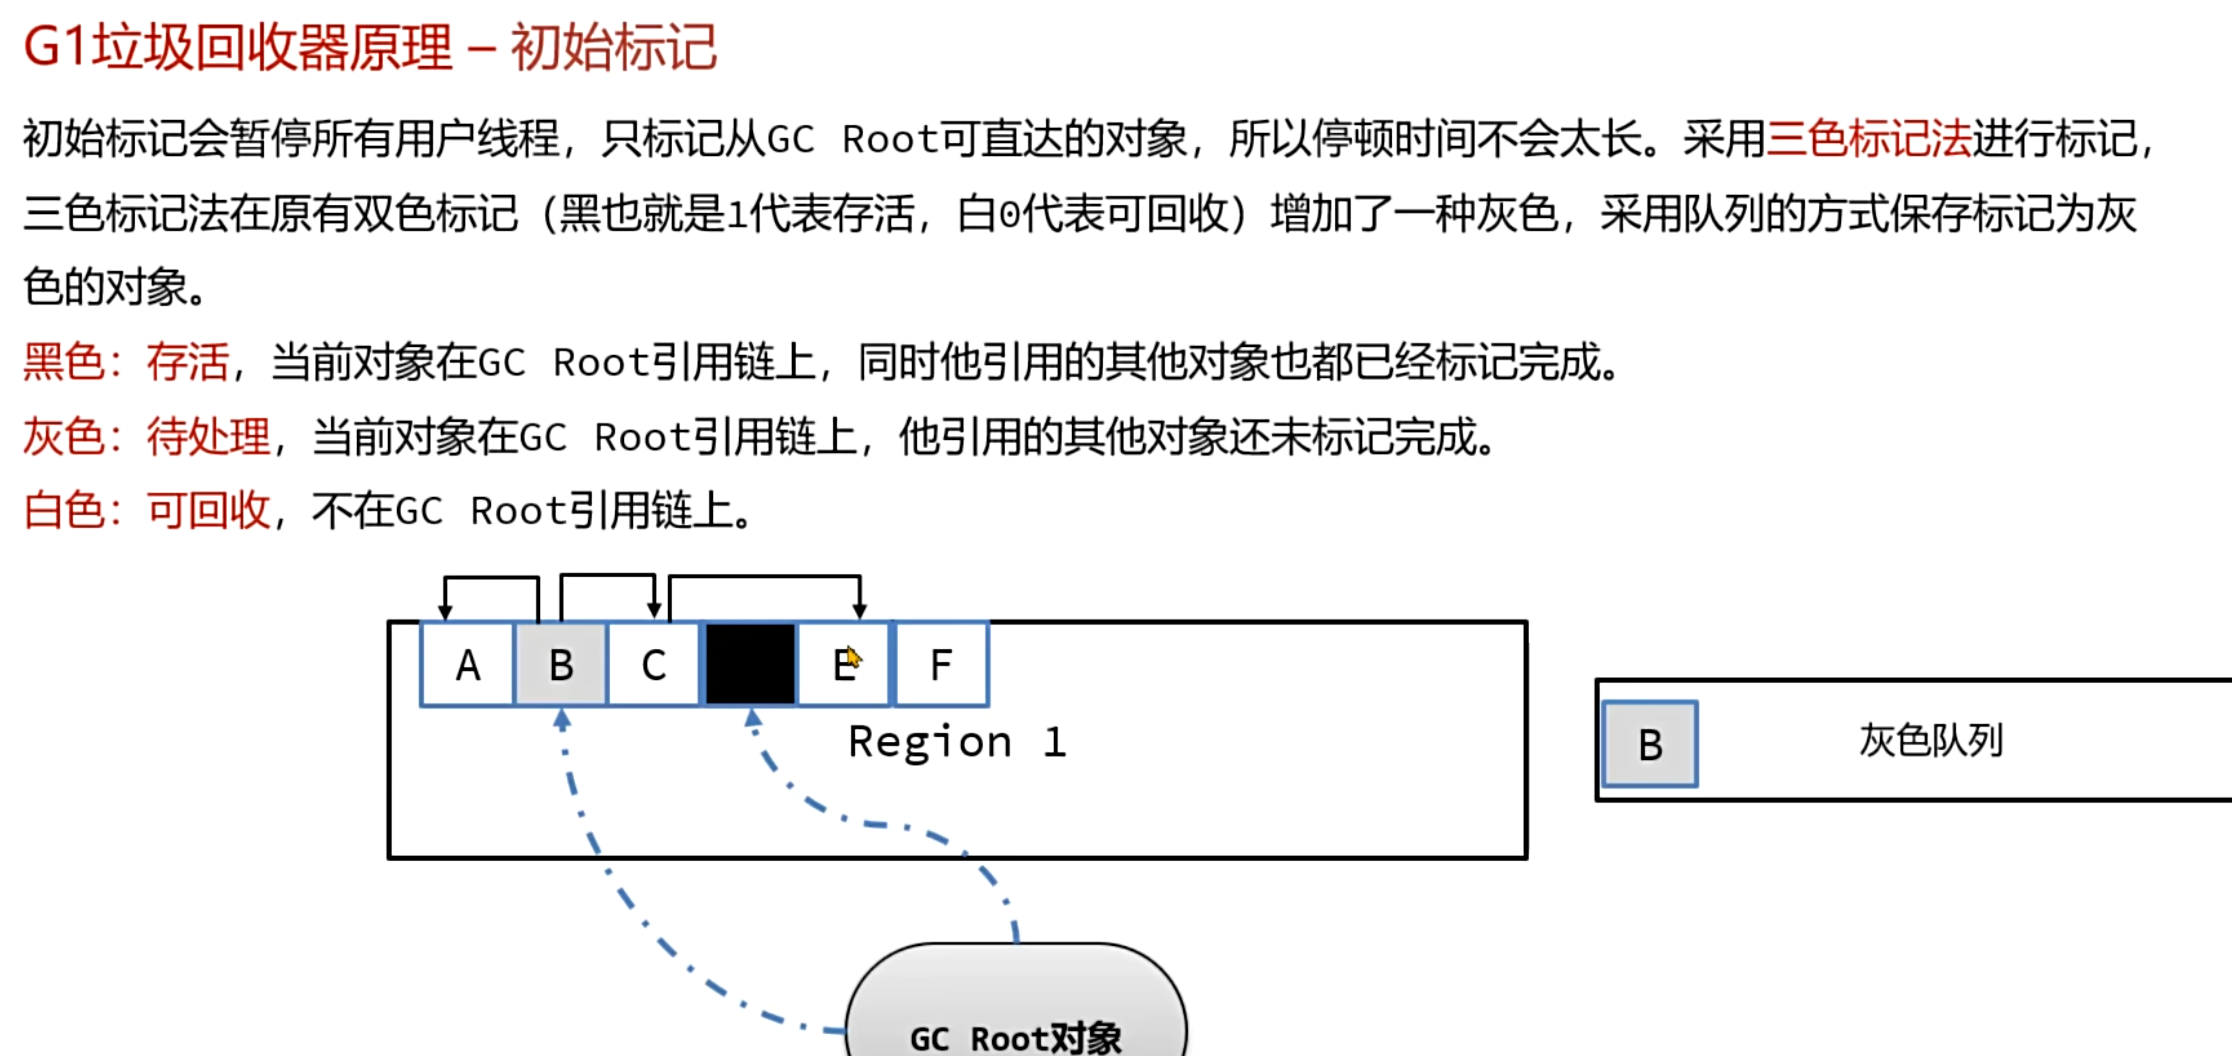 G1垃圾回收器原理 – 初始标记
初始标记会暂停所有用户线程，只标记从GC Root可直达的对象，所以停顿时间不会太长。采用三色标记法进行标记，
三色标记法在原有双色标记（黑也就是1代表存活，白0代表可回收）增加了一种灰色，采用队列的方式保存标记为灰
色的对象。
黑色：存活，当前对象在GC Root引用链上，同时他引用的其他对象也都已经标记完成。
灰色：待处理，当前对象在GC Root引用链上，他引用的其他对象还未标记完成。
白色：可回收，不在GC Root引用链上。
A B C E F
Region 1
B 灰色队列
GC Root对象